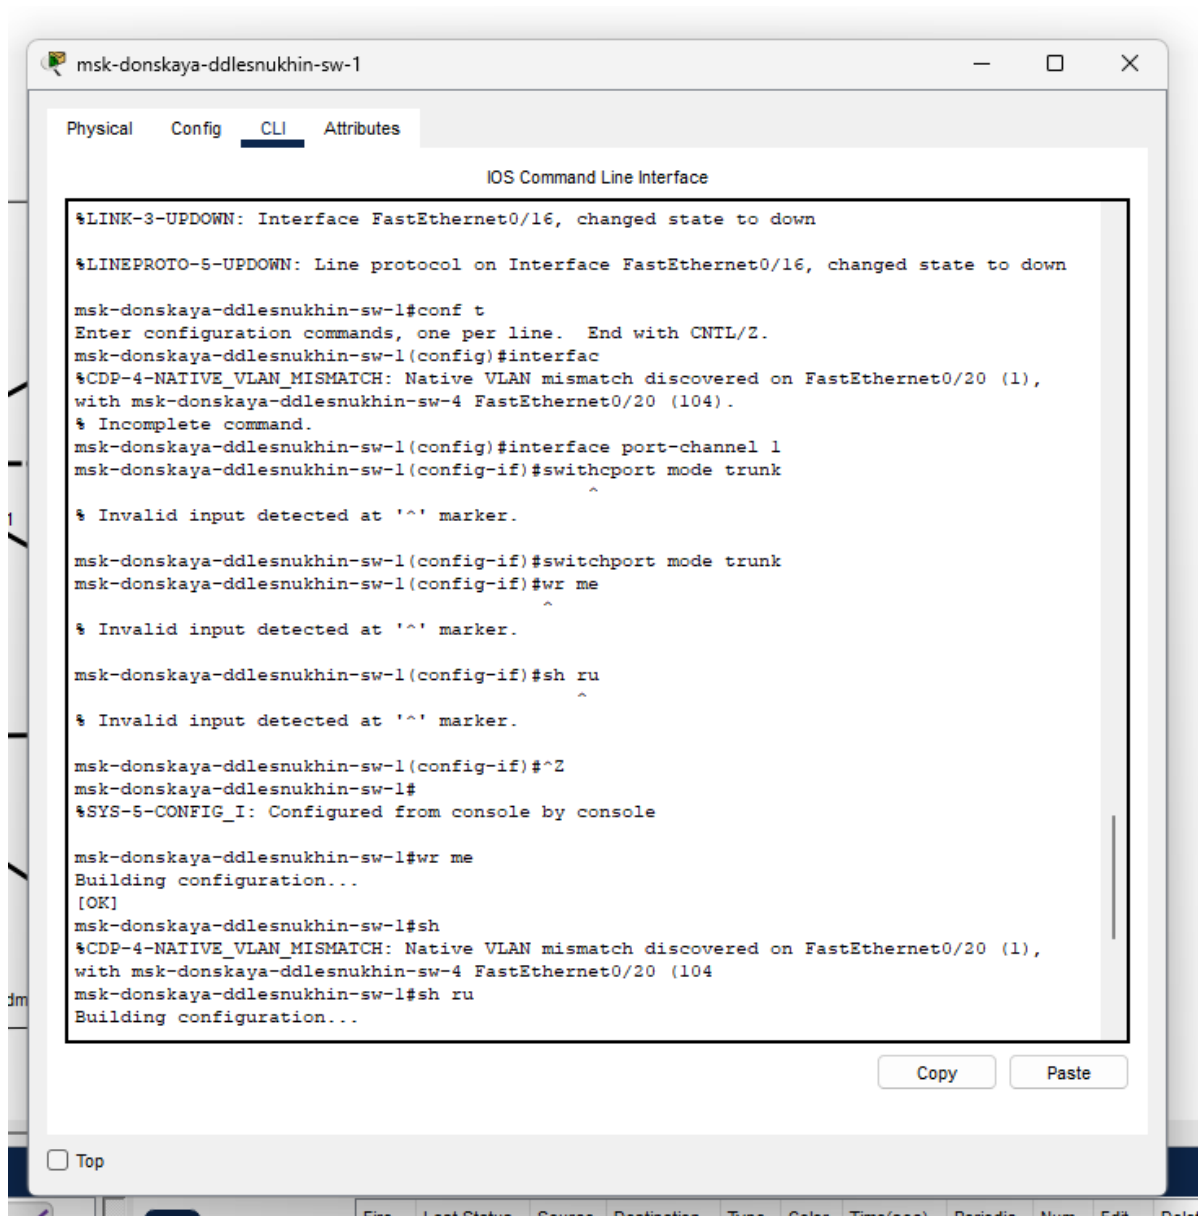 msk-donskaya-ddlesnukhin-sw-1
Physical Config CLI Attributes
IOS Command Line Interface
%LINK-3-UPDOWN: Interface FastEthernet0/16, changed state to down
%LINEPROTO-5-UPDOWN: Line protocol on Interface FastEthernet0/16, changed state to down
msk-donskaya-ddlesnukhin-sw-1#conf t
Enter configuration commands, one per line.  End with CNTL/Z.
msk-donskaya-ddlesnukhin-sw-1(config)#interfac
%CDP-4-NATIVE_VLAN_MISMATCH: Native VLAN mismatch discovered on FastEthernet0/20 (1),
with msk-donskaya-ddlesnukhin-sw-4 FastEthernet0/20 (104).
% Incomplete command.
msk-donskaya-ddlesnukhin-sw-1(config)#interface port-channel 1
msk-donskaya-ddlesnukhin-sw-1(config-if)#swithcport mode trunk
^
% Invalid input detected at '^' marker.
msk-donskaya-ddlesnukhin-sw-1(config-if)#switchport mode trunk
msk-donskaya-ddlesnukhin-sw-1(config-if)#wr me
^
% Invalid input detected at '^' marker.
msk-donskaya-ddlesnukhin-sw-1(config-if)#sh ru
^
% Invalid input detected at '^' marker.
msk-donskaya-ddlesnukhin-sw-1(config-if)#^Z
msk-donskaya-ddlesnukhin-sw-1#
%SYS-5-CONFIG_I: Configured from console by console
msk-donskaya-ddlesnukhin-sw-1#wr me
Building configuration...
[OK]
msk-donskaya-ddlesnukhin-sw-1#sh
%CDP-4-NATIVE_VLAN_MISMATCH: Native VLAN mismatch discovered on FastEthernet0/20 (1),
with msk-donskaya-ddlesnukhin-sw-4 FastEthernet0/20 (104
msk-donskaya-ddlesnukhin-sw-1#sh ru
Building configuration...
Copy Paste
Top